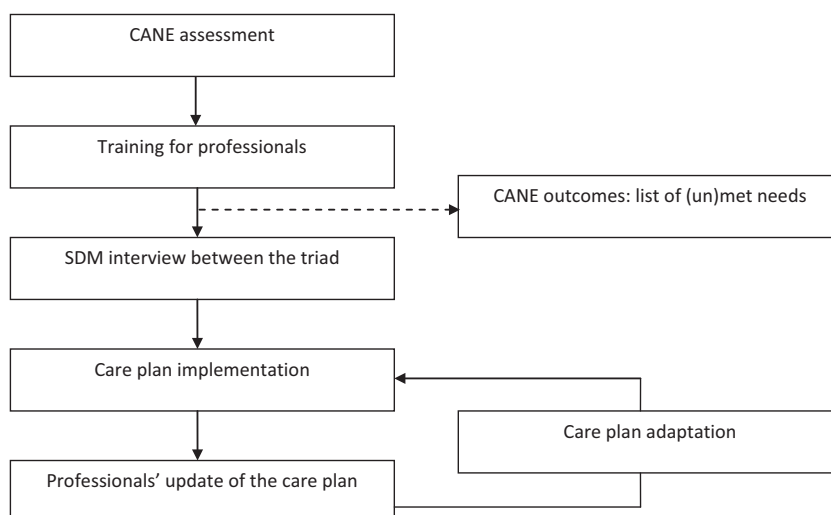 CANE assessment
Training for professionals
CANE outcomes: list of (un)met needs
SDM interview between the triad
Care plan implementation
Care plan adaptation
Professionals’ update of the care plan